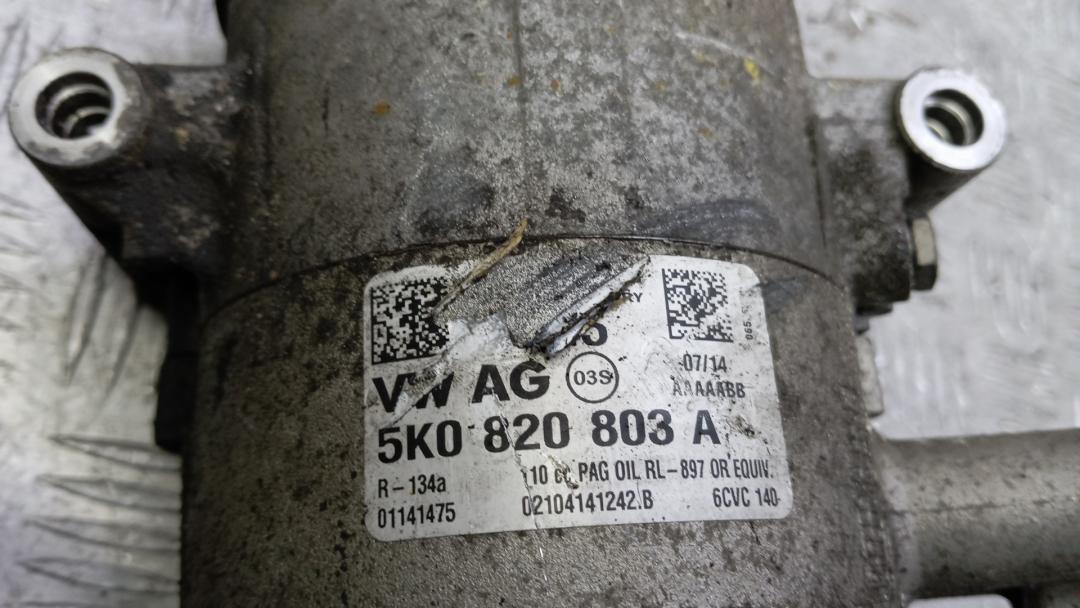 VW AG 03S
07/14
AAAAABB
5K0 820 803 A
R-134a 110 cc PAG OIL RL-897 OR EQUIV.
01141475 02104141242.B 6CVC 140